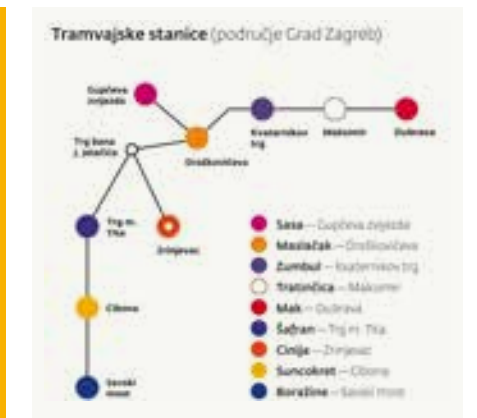 Tramvajske stanice (područje Grad Zagreb)
Gupčeva
zvijezda
Trg bana
J. Jelačića
Draškovićeva
Kvaternikov
trg
Maksimir
Dubrava
Trg m.
Tita
Zrinjevac
Cibona
Savski
most
Sasa – Gupčeva zvijezda
Maslačak – Draškovićeva
Zumbul – Kvaternikov trg
Tratinčica – Maksimir
Mak – Dubrava
Šafran – Trg m. Tita
Cinija – Zrinjevac
Suncokret – Cibona
Boražine – Savski most